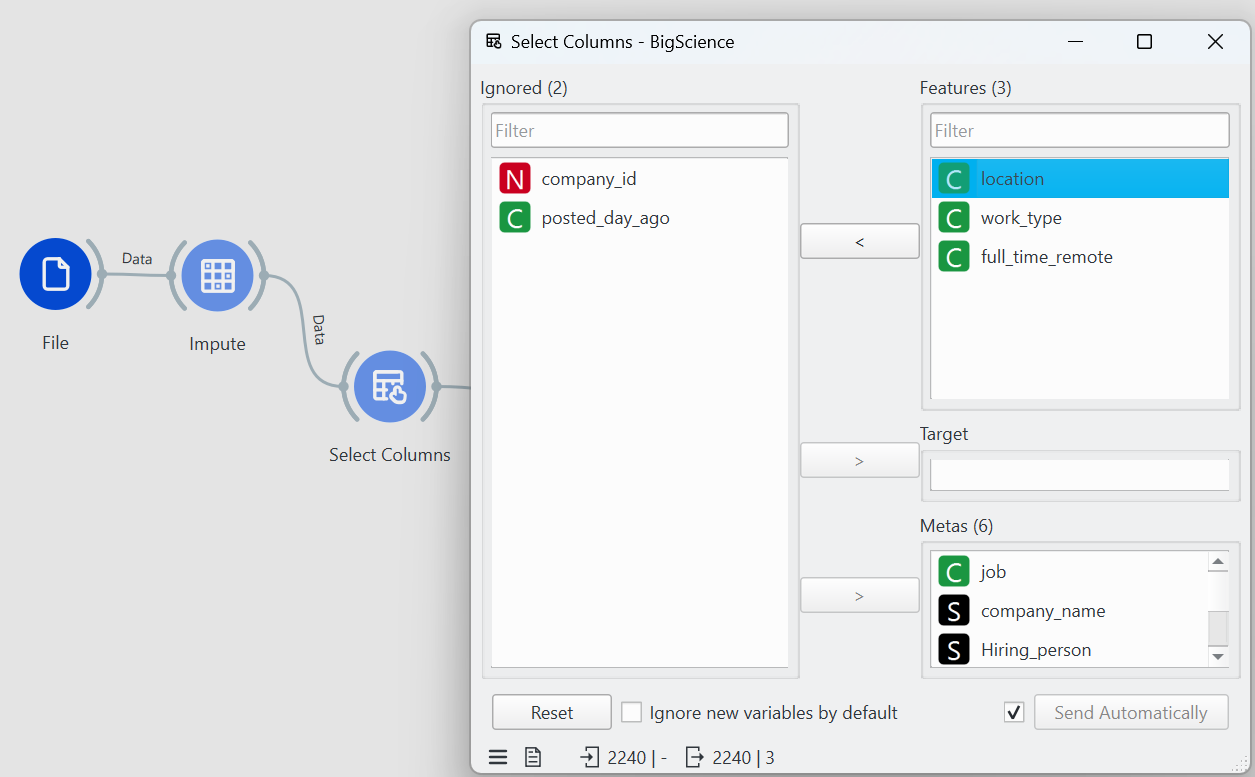 Select Columns - BigScience
Ignored (2)
Filter
N company_id
C posted_day_ago
<
>
>
Features (3)
Filter
C location
C work_type
C full_time_remote
Target
Metas (6)
C job
S company_name
S Hiring_person
Reset
Ignore new variables by default
Send Automatically
2240 | -
2240 | 3
Data
File
Impute
Data
Select Columns